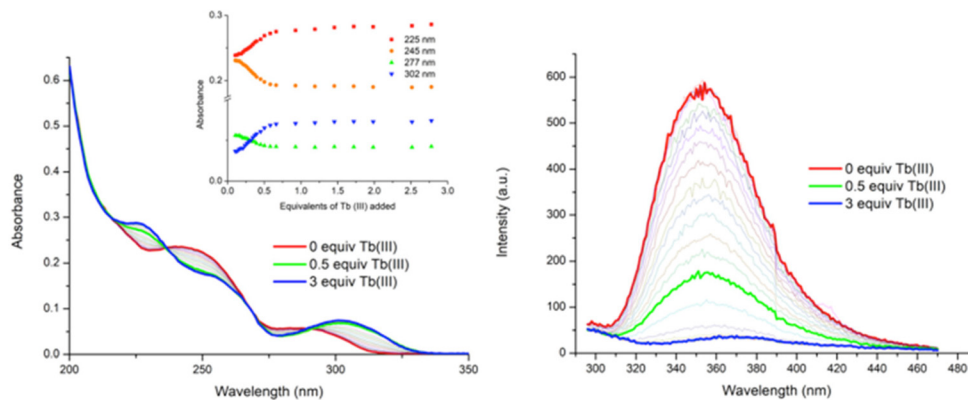 0.3
225 nm
245 nm
277 nm
302 nm
0.2
Absorbance
0.0 0.5 1.0 1.5 2.0 2.5 3.0
Equivalents of Tb (III) added
0.6
0.5
0.4
0.3
0.2
0.1
0.0
Absorbance
0 equiv Tb(III)
0.5 equiv Tb(III)
3 equiv Tb(III)
200 250 300 350
Wavelength (nm)
600
500
400
300
200
100
0
Intensity (a.u.)
0 equiv Tb(III)
0.5 equiv Tb(III)
3 equiv Tb(III)
300 320 340 360 380 400 420 440 460 480
Wavelength (nm)